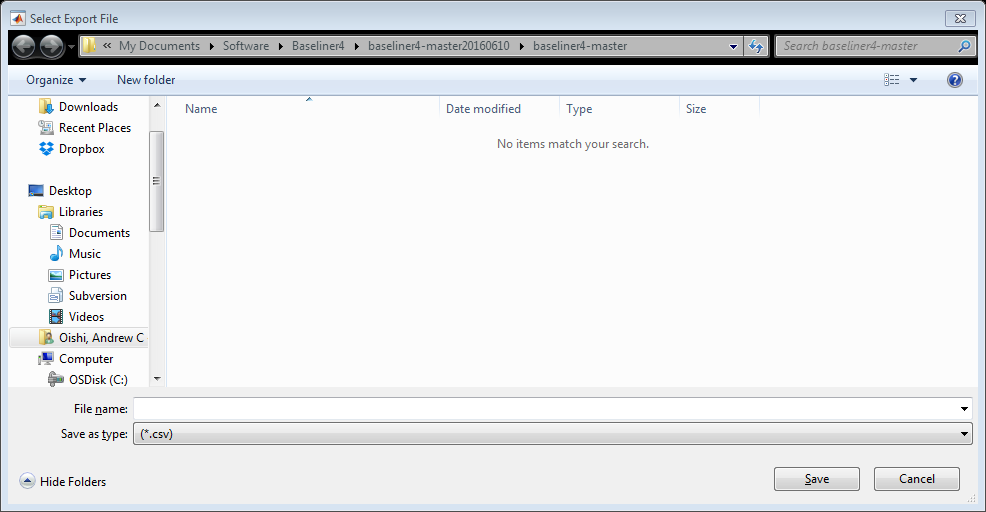 Select Export File
« My Documents Software Baseliner4 baseliner4-master20160610 baseliner4-master Search baseliner4-master
Organize New folder
Name Date modified Type Size
No items match your search.
Downloads
Recent Places
Dropbox
Desktop
Libraries
Documents
Music
Pictures
Subversion
Videos
Oishi, Andrew C
Computer
OSDisk (C:)
File name:
Save as type: (*.csv)
Hide Folders Save Cancel